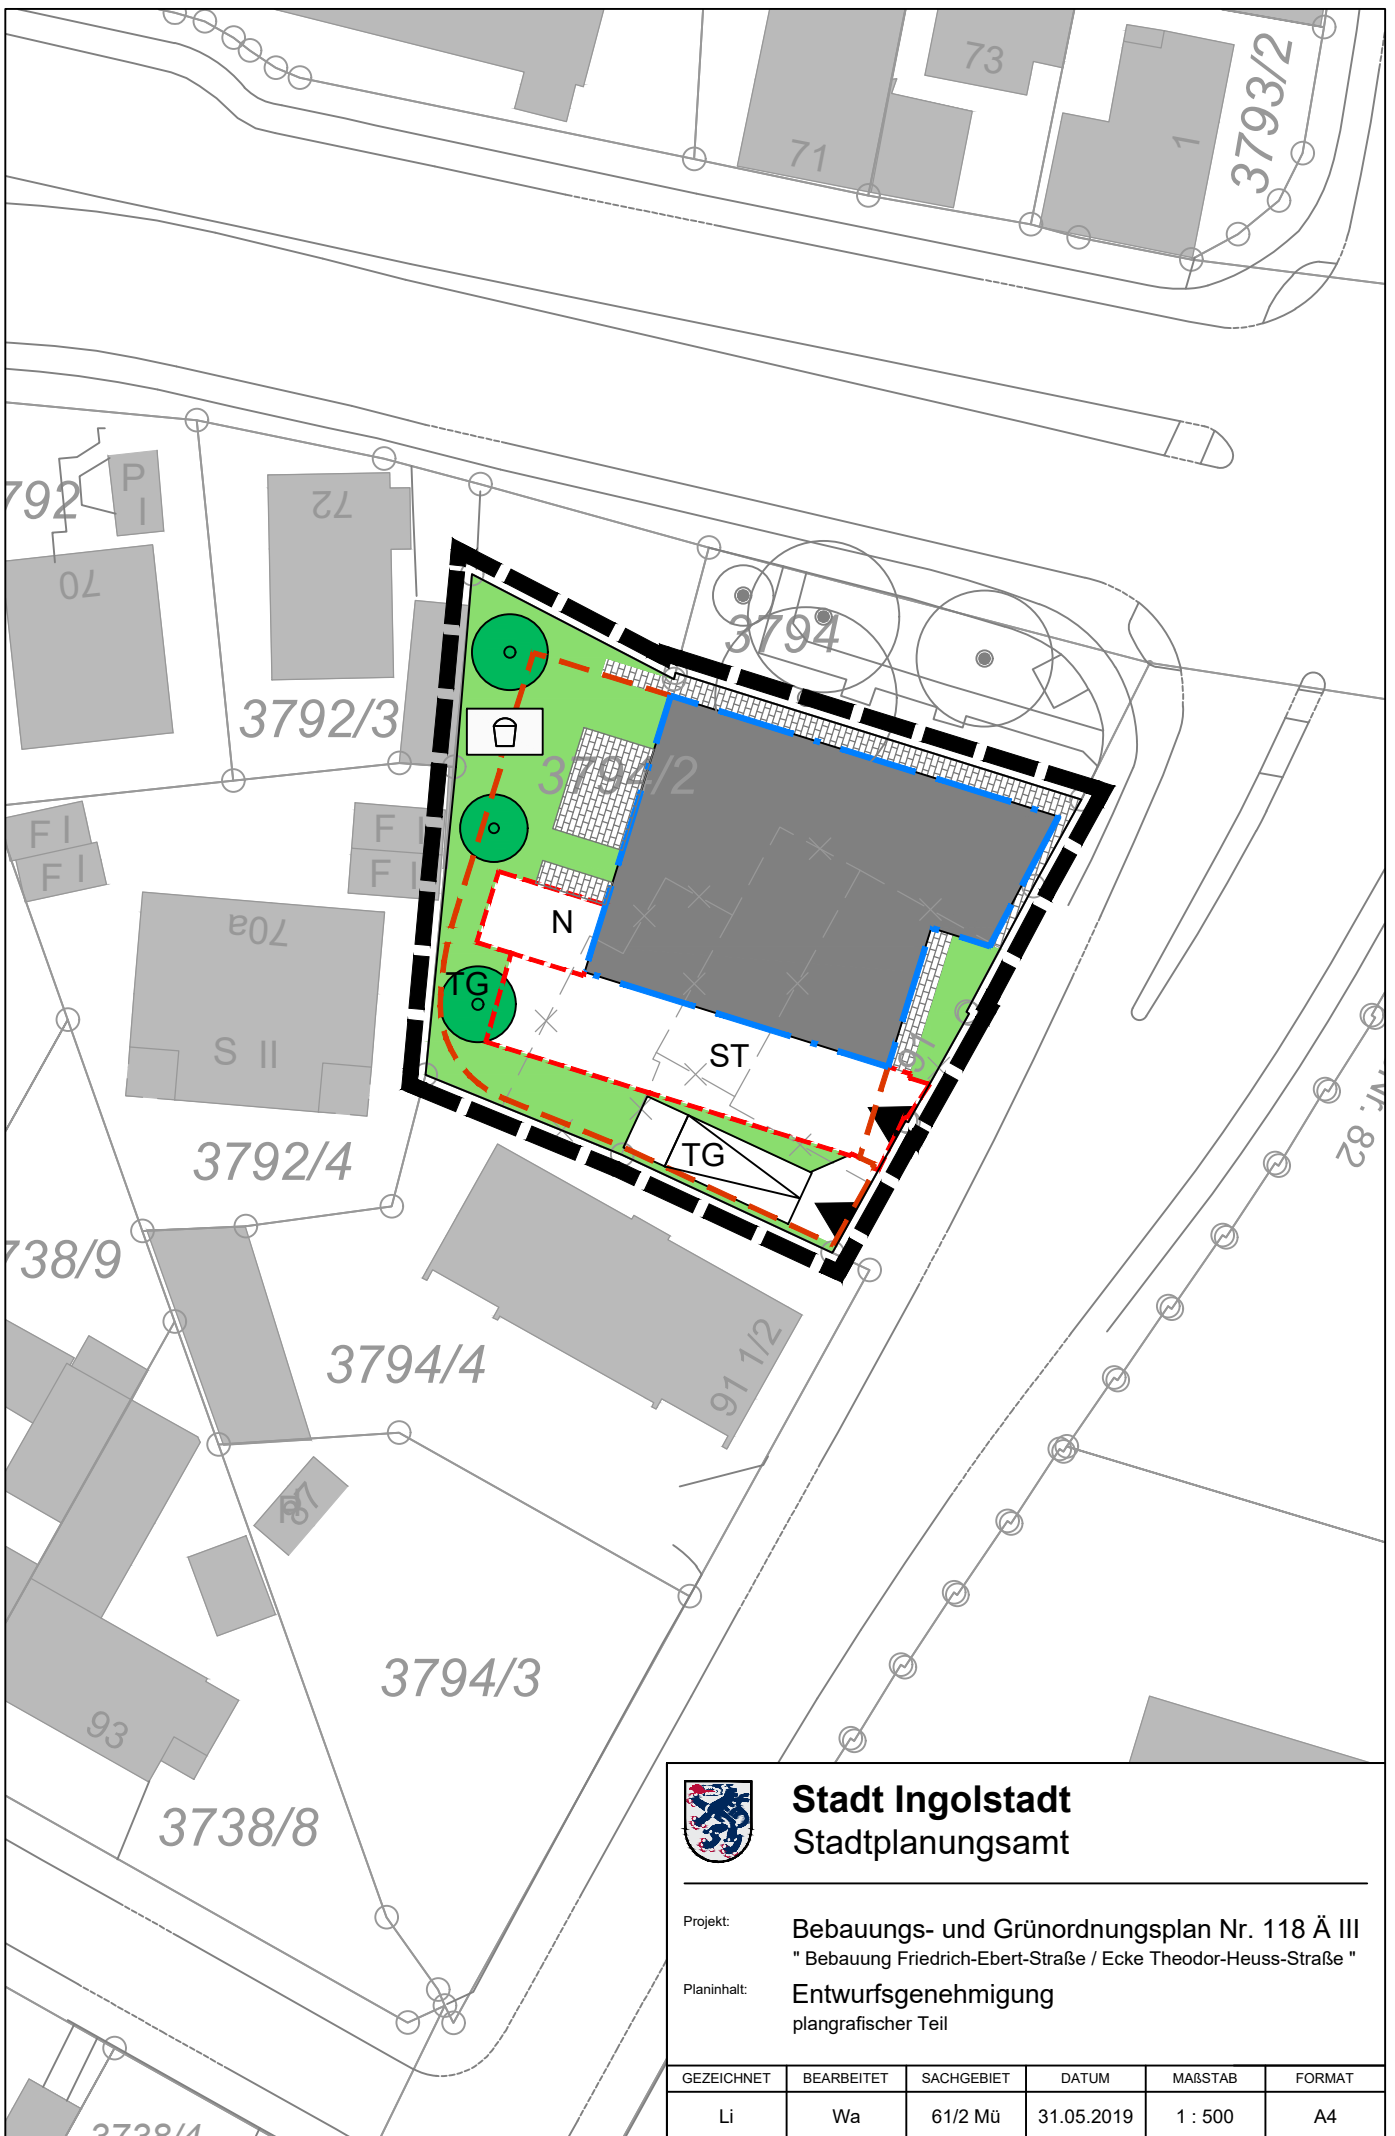 73
3793/2
71
1
P
I
792
72
70
3794
3792/3
3794/2
F I
F I
F I
F I
N
70a
TG
S II
ST
91
Nr. 82
TG
3792/4
738/9
3794/4
91 1/2
R
3794/3
93
3738/8
Stadt Ingolstadt
Stadtplanungsamt
Projekt: Bebauungs- und Grünordnungsplan Nr. 118 Ä III
" Bebauung Friedrich-Ebert-Straße / Ecke Theodor-Heuss-Straße "
Planinhalt: Entwurfsgenehmigung
plangrafischer Teil
GEZEICHNET BEARBEITET SACHGEBIET DATUM MAßSTAB FORMAT
Li Wa 61/2 Mü 31.05.2019 1 : 500 A4
3738/4